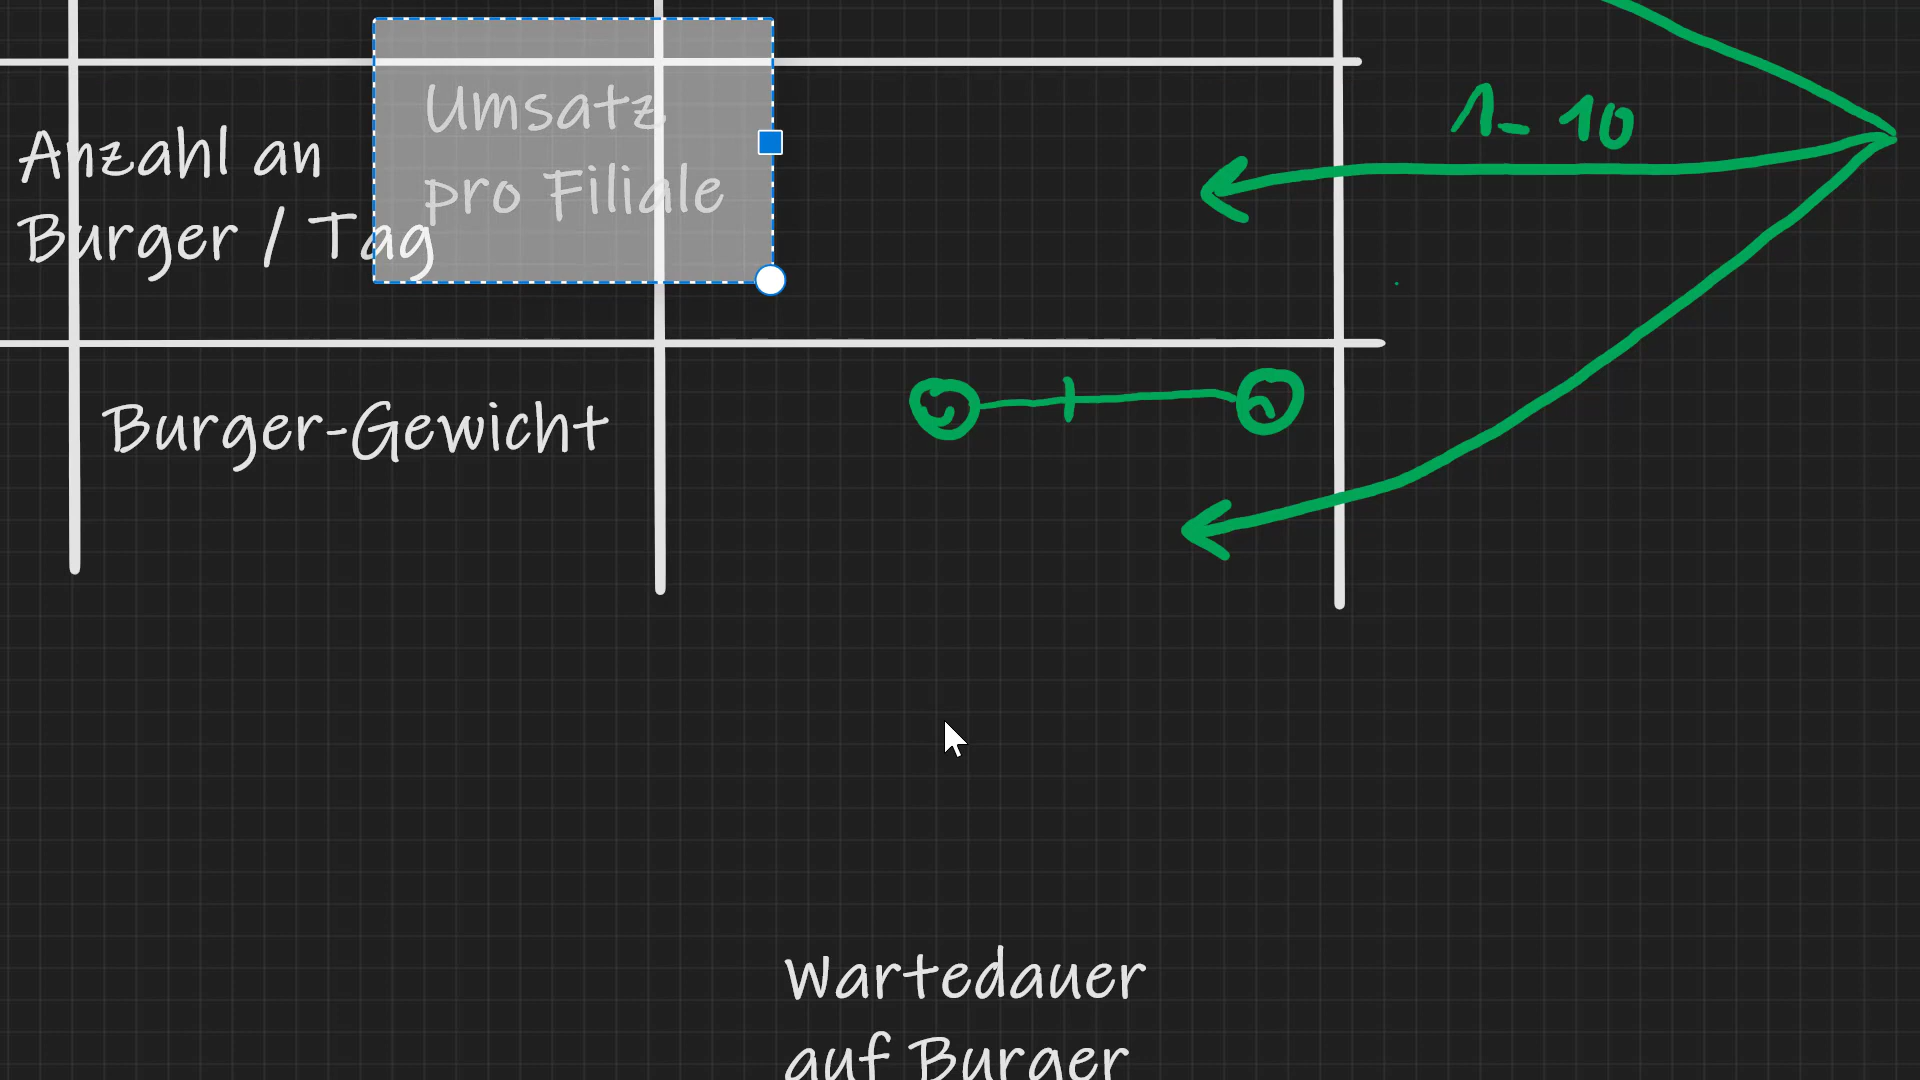 Umsatz
pro Filiale
Anzahl an
Burger / Tag
1-10
Burger-Gewicht
Wartedauer
auf Burger